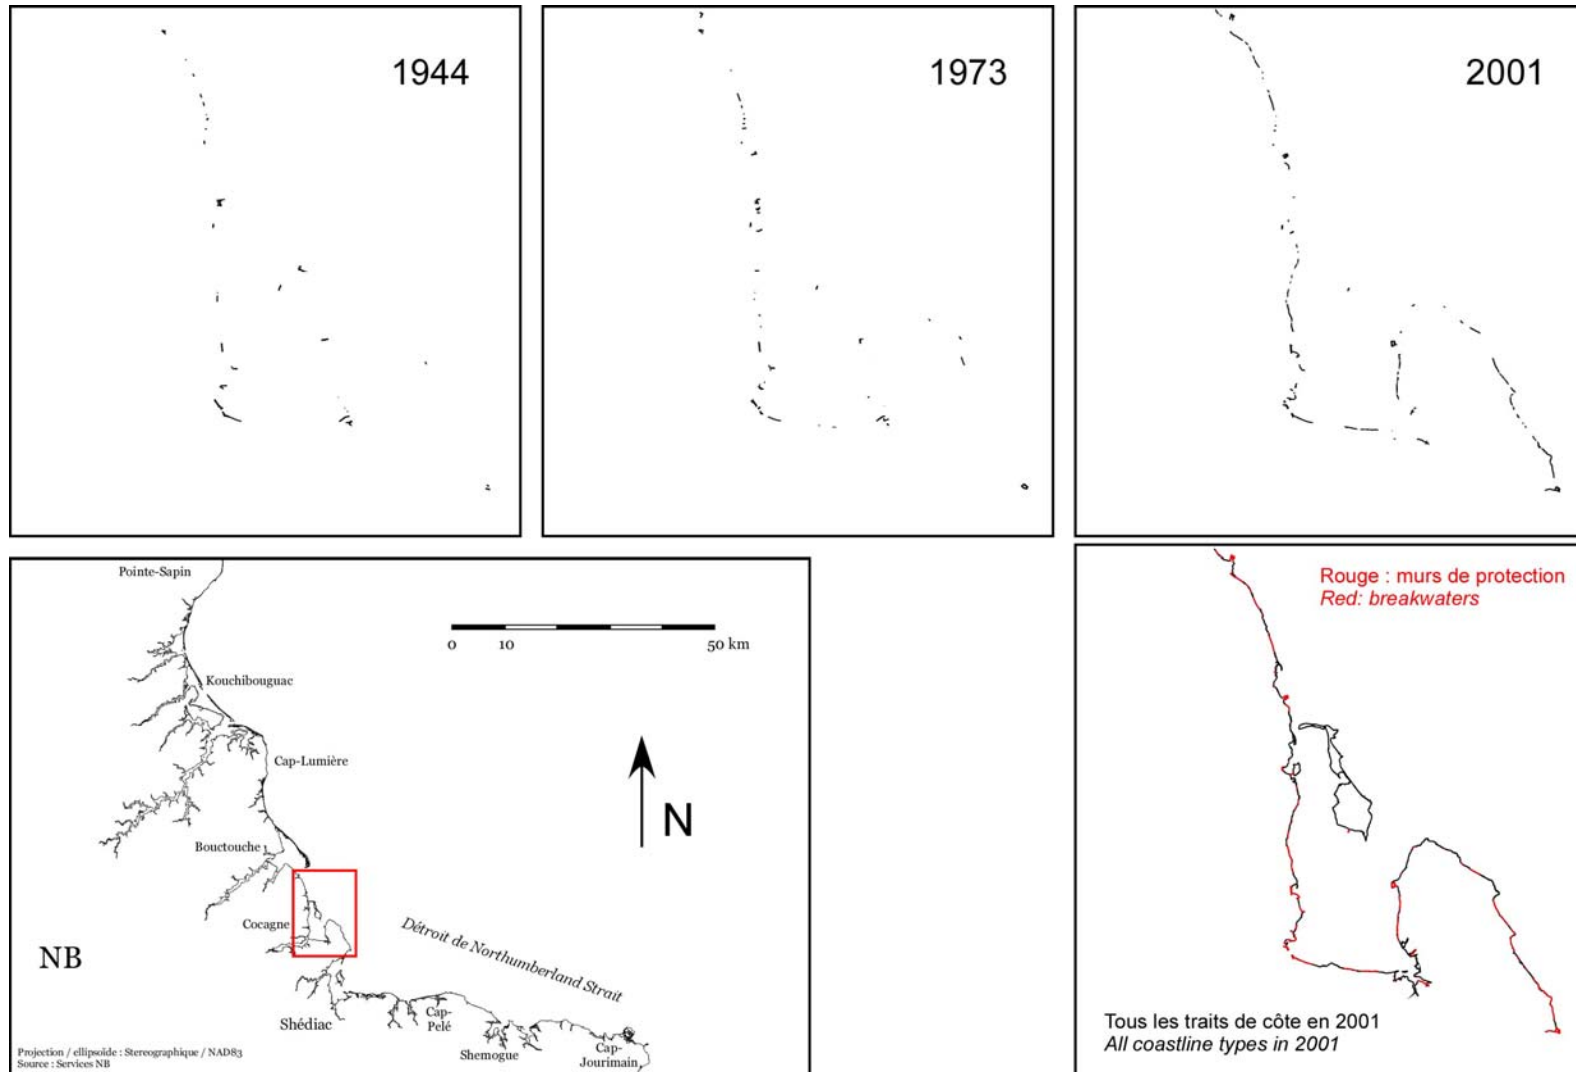 1944
1973
2001
Pointe-Sapin
Kouchibouguac
Cap-Lumière
Bouctouche
Cocagne
NB
Shédiac
Cap-
Pelé
Shemogue
Cap-
Jourimain
Détroit de Northumberland Strait
0 10 50 km
N
Projection / ellipsoïde : Stereographique / NAD83
Source : Services NB
Rouge : murs de protection
Red: breakwaters
Tous les traits de côte en 2001
All coastline types in 2001